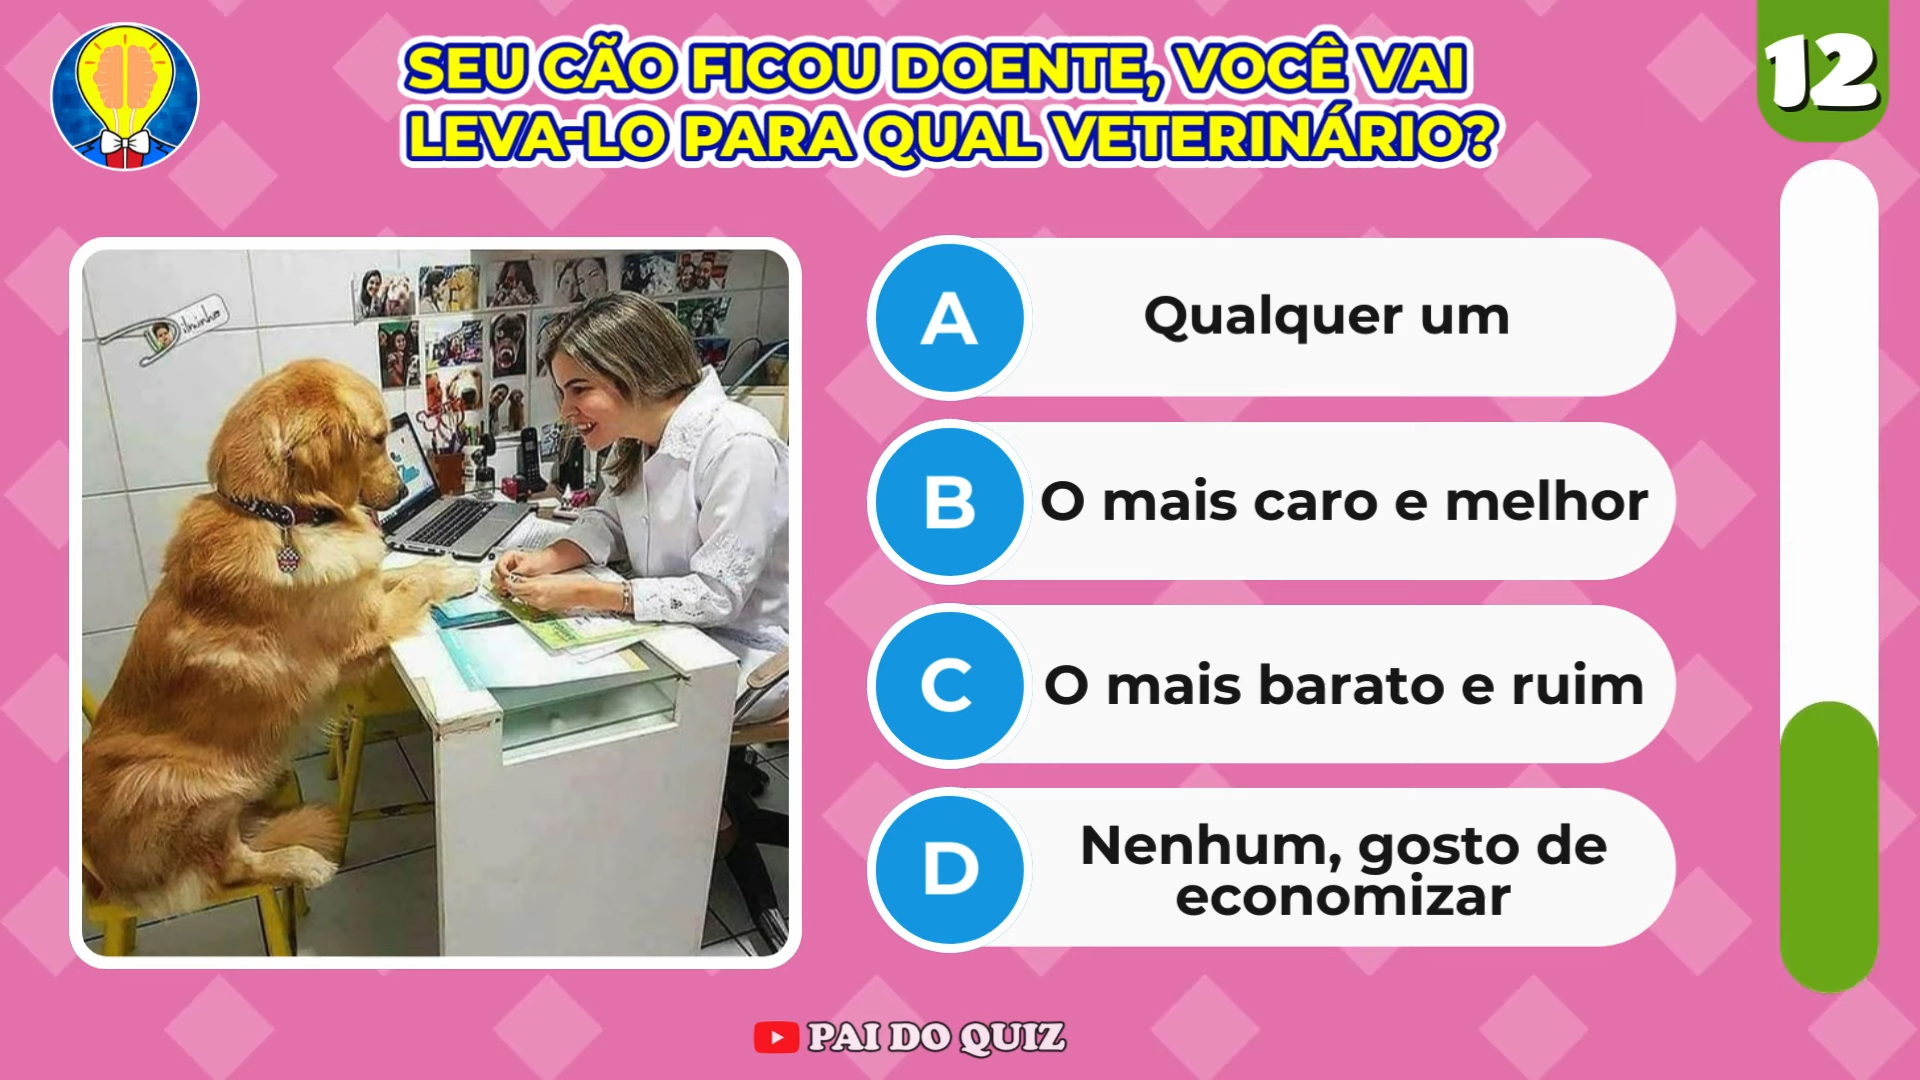 SEU CÃO FICOU DOENTE, VOCÊ VAI
LEVA-LO PARA QUAL VETERINÁRIO?
12
A
Qualquer um
B
O mais caro e melhor
C
O mais barato e ruim
D
Nenhum, gosto de
economizar
PAI DO QUIZ